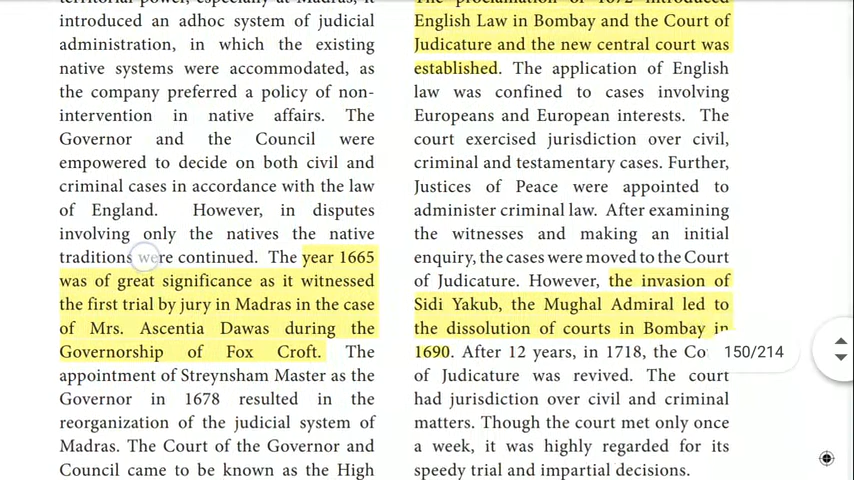 territorial power, especially at Madras, it
introduced an adhoc system of judicial
administration, in which the existing
native systems were accommodated, as
the company preferred a policy of non-
intervention in native affairs. The
Governor and the Council were
empowered to decide on both civil and
criminal cases in accordance with the law
of England. However, in disputes
involving only the natives the native
traditions were continued. The year 1665
was of great significance as it witnessed
the first trial by jury in Madras in the case
of Mrs. Ascentia Dawas during the
Governorship of Fox Croft. The
appointment of Streynsham Master as the
Governor in 1678 resulted in the
reorganization of the judicial system of
Madras. The Court of the Governor and
Council came to be known as the High
The proclamation of 1672 introduced
English Law in Bombay and the Court of
Judicature and the new central court was
established. The application of English
law was confined to cases involving
Europeans and European interests. The
court exercised jurisdiction over civil,
criminal and testamentary cases. Further,
Justices of Peace were appointed to
administer criminal law. After examining
the witnesses and making an initial
enquiry, the cases were moved to the Court
of Judicature. However, the invasion of
Sidi Yakub, the Mughal Admiral led to
the dissolution of courts in Bombay in
1690. After 12 years, in 1718, the Co
of Judicature was revived. The court
had jurisdiction over civil and criminal
matters. Though the court met only once
a week, it was highly regarded for its
speedy trial and impartial decisions.
150/214